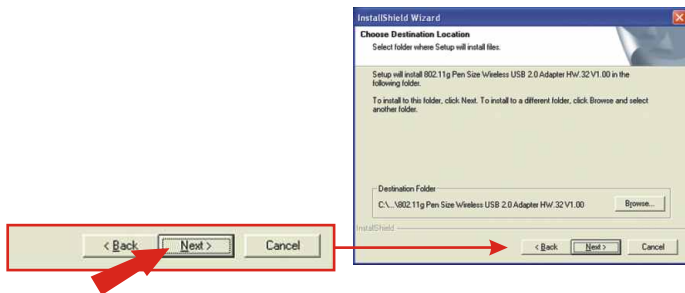 InstallShield Wizard
Choose Destination Location
Select folder where Setup will install files.
Setup will install 802.11g Pen Size Wireless USB 2.0 Adapter HW.32 V1.00 in the
following folder.
To install to this folder, click Next. To install to a different folder, click Browse and select
another folder.
Destination Folder
C:\...\802.11g Pen Size Wireless USB 2.0 Adapter HW.32 V1.00
Browse...
InstallShield
< Back
Next >
Cancel
< Back
Next >
Cancel